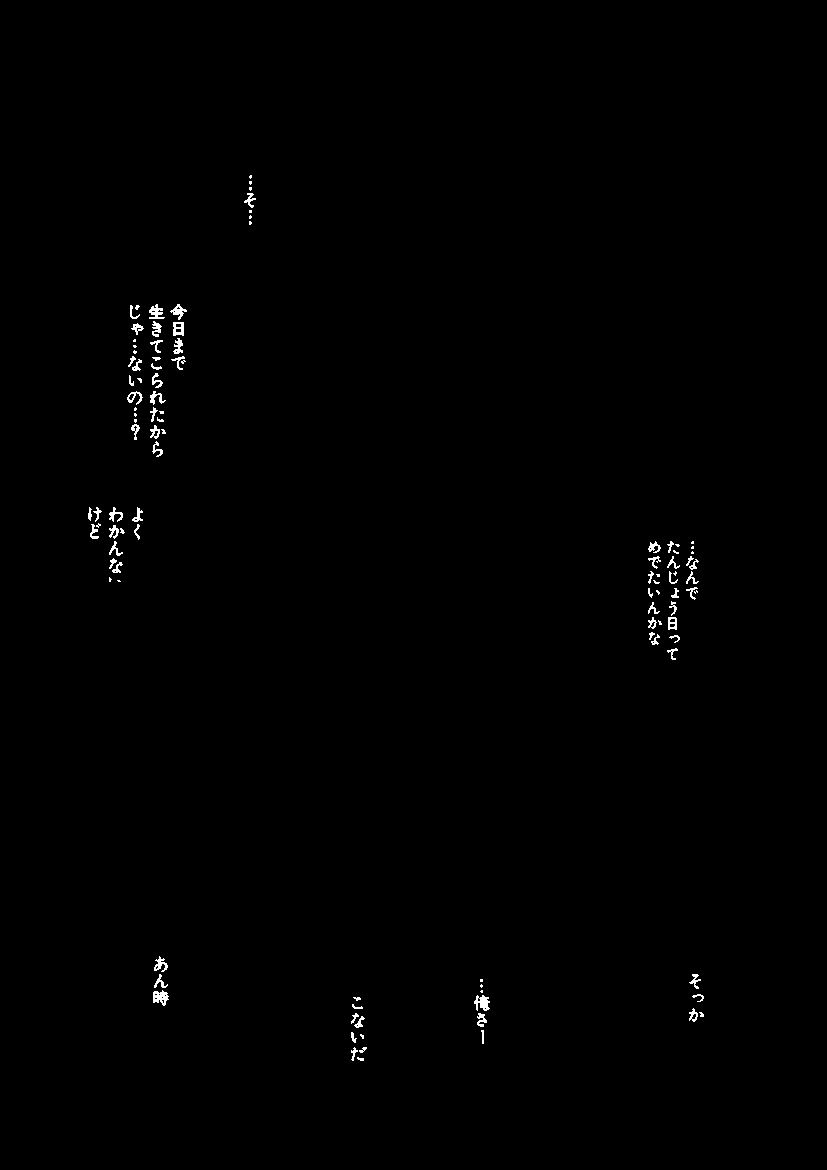 …そ…
…なんで
たんじょう日って
めでたいんかな
今日まで
生きてこられたから
じゃ…ないの…?
よく
わかんない
けど
そっか
…俺さー
こないだ
あん時